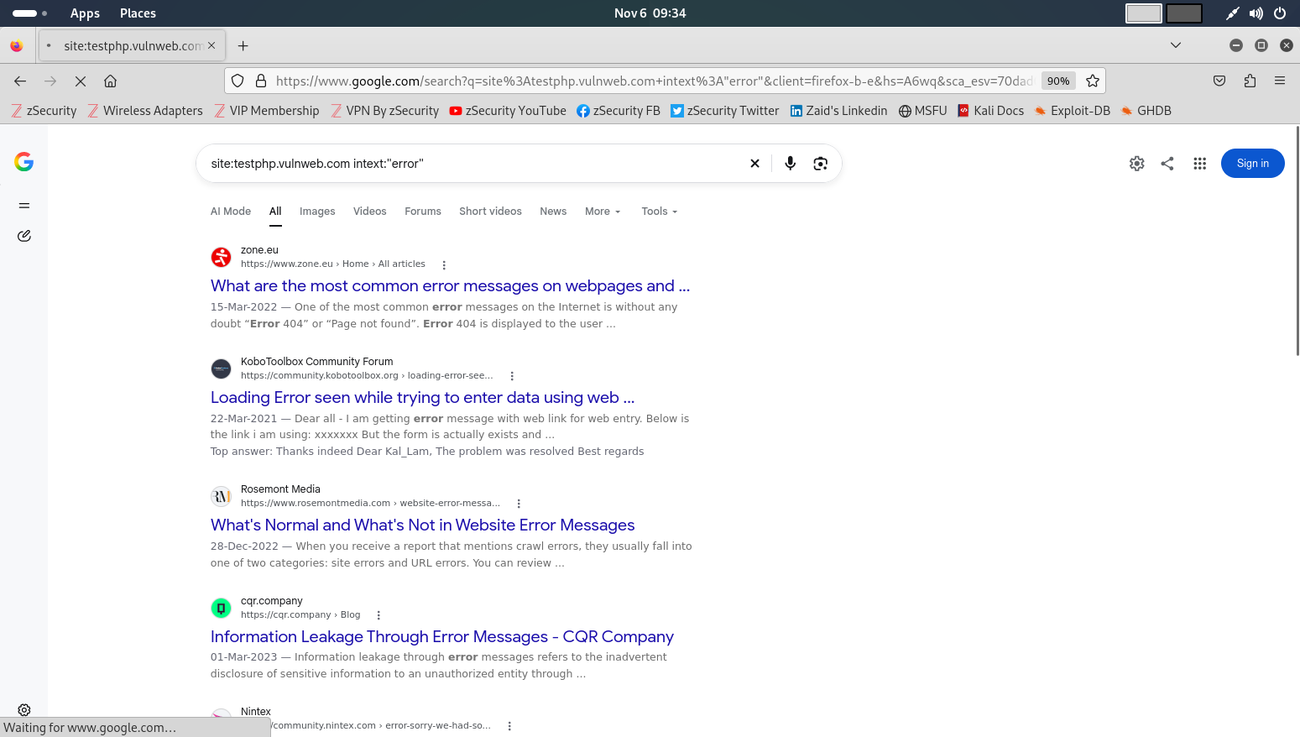 Apps Places Nov 6 09:34
site:testphp.vulnweb.com
https://www.google.com/search?q=site%3Atestphp.vulnweb.com+intext%3A"error"&client=firefox-b-e&hs=A6wq&sca_esv=70dad 90%
zSecurity Wireless Adapters VIP Membership VPN By zSecurity zSecurity YouTube zSecurity FB zSecurity Twitter Zaid's Linkedin MSFU Kali Docs Exploit-DB GHDB
site:testphp.vulnweb.com intext:"error"
Sign in
AI Mode All Images Videos Forums Short videos News More Tools
zone.eu
https://www.zone.eu › Home › All articles
What are the most common error messages on webpages and ...
15-Mar-2022 — One of the most common error messages on the Internet is without any
doubt “Error 404” or “Page not found”. Error 404 is displayed to the user ...
KoboToolbox Community Forum
https://community.kobotoolbox.org › loading-error-see...
Loading Error seen while trying to enter data using web ...
22-Mar-2021 — Dear all - I am getting error message with web link for web entry. Below is
the link i am using: xxxxxxx But the form is actually exists and ...
Top answer: Thanks indeed Dear Kal_Lam, The problem was resolved Best regards
Rosemont Media
https://www.rosemontmedia.com › website-error-messa...
What's Normal and What's Not in Website Error Messages
28-Dec-2022 — When you receive a report that mentions crawl errors, they usually fall into
one of two categories: site errors and URL errors. You can review ...
cqr.company
https://cqr.company › Blog
Information Leakage Through Error Messages - CQR Company
01-Mar-2023 — Information leakage through error messages refers to the inadvertent
disclosure of sensitive information to an unauthorized entity through ...
Nintex
/community.nintex.com › error-sorry-we-had-so...
Waiting for www.google.com…